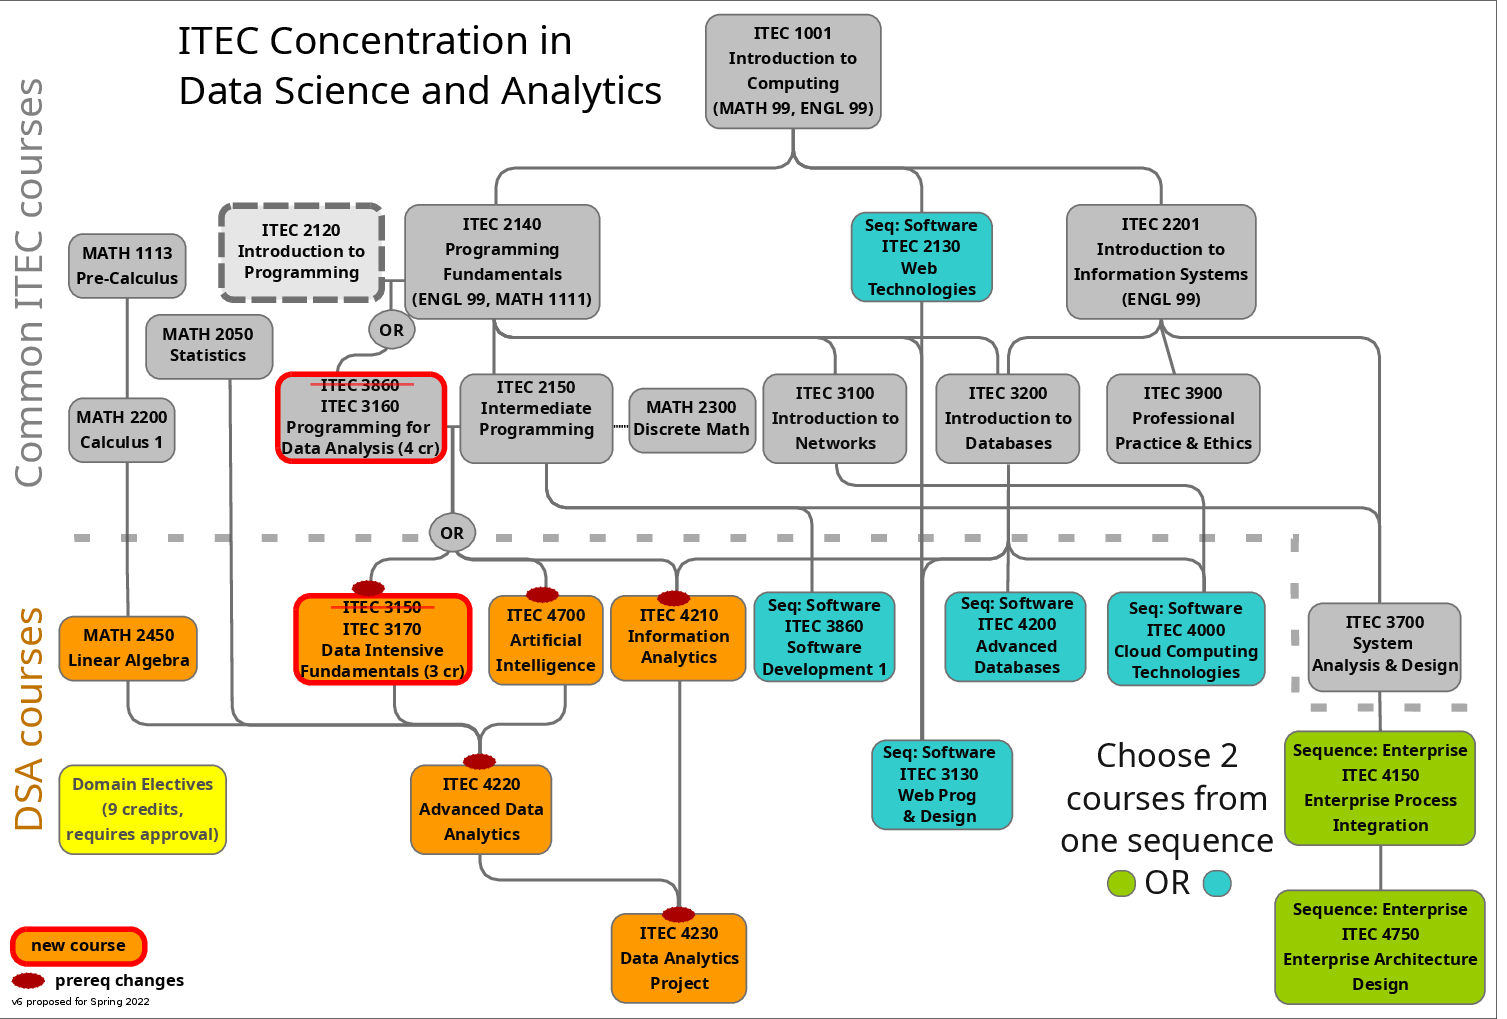 ITEC Concentration in
Data Science and Analytics
Common ITEC courses
DSA courses
ITEC 1001
Introduction to
Computing
(MATH 99, ENGL 99)
MATH 1113
Pre-Calculus
ITEC 2120
Introduction to
Programming
ITEC 2140
Programming
Fundamentals
(ENGL 99, MATH 1111)
Seq: Software
ITEC 2130
Web
Technologies
ITEC 2201
Introduction to
Information Systems
(ENGL 99)
OR
MATH 2050
Statistics
MATH 2200
Calculus 1
ITEC 3860
ITEC 3160
Programming for
Data Analysis (4 cr)
ITEC 2150
Intermediate
Programming
MATH 2300
Discrete Math
ITEC 3100
Introduction to
Networks
ITEC 3200
Introduction to
Databases
ITEC 3900
Professional
Practice & Ethics
OR
MATH 2450
Linear Algebra
ITEC 3150
ITEC 3170
Data Intensive
Fundamentals (3 cr)
ITEC 4700
Artificial
Intelligence
ITEC 4210
Information
Analytics
Seq: Software
ITEC 3860
Software
Development 1
Seq: Software
ITEC 4200
Advanced
Databases
Seq: Software
ITEC 4000
Cloud Computing
Technologies
ITEC 3700
System
Analysis & Design
Domain Electives
(9 credits,
requires approval)
ITEC 4220
Advanced Data
Analytics
Seq: Software
ITEC 3130
Web Prog
& Design
Choose 2
courses from
one sequence
OR
Sequence: Enterprise
ITEC 4150
Enterprise Process
Integration
ITEC 4230
Data Analytics
Project
Sequence: Enterprise
ITEC 4750
Enterprise Architecture
Design
new course
prereq changes
v6 proposed for Spring 2022